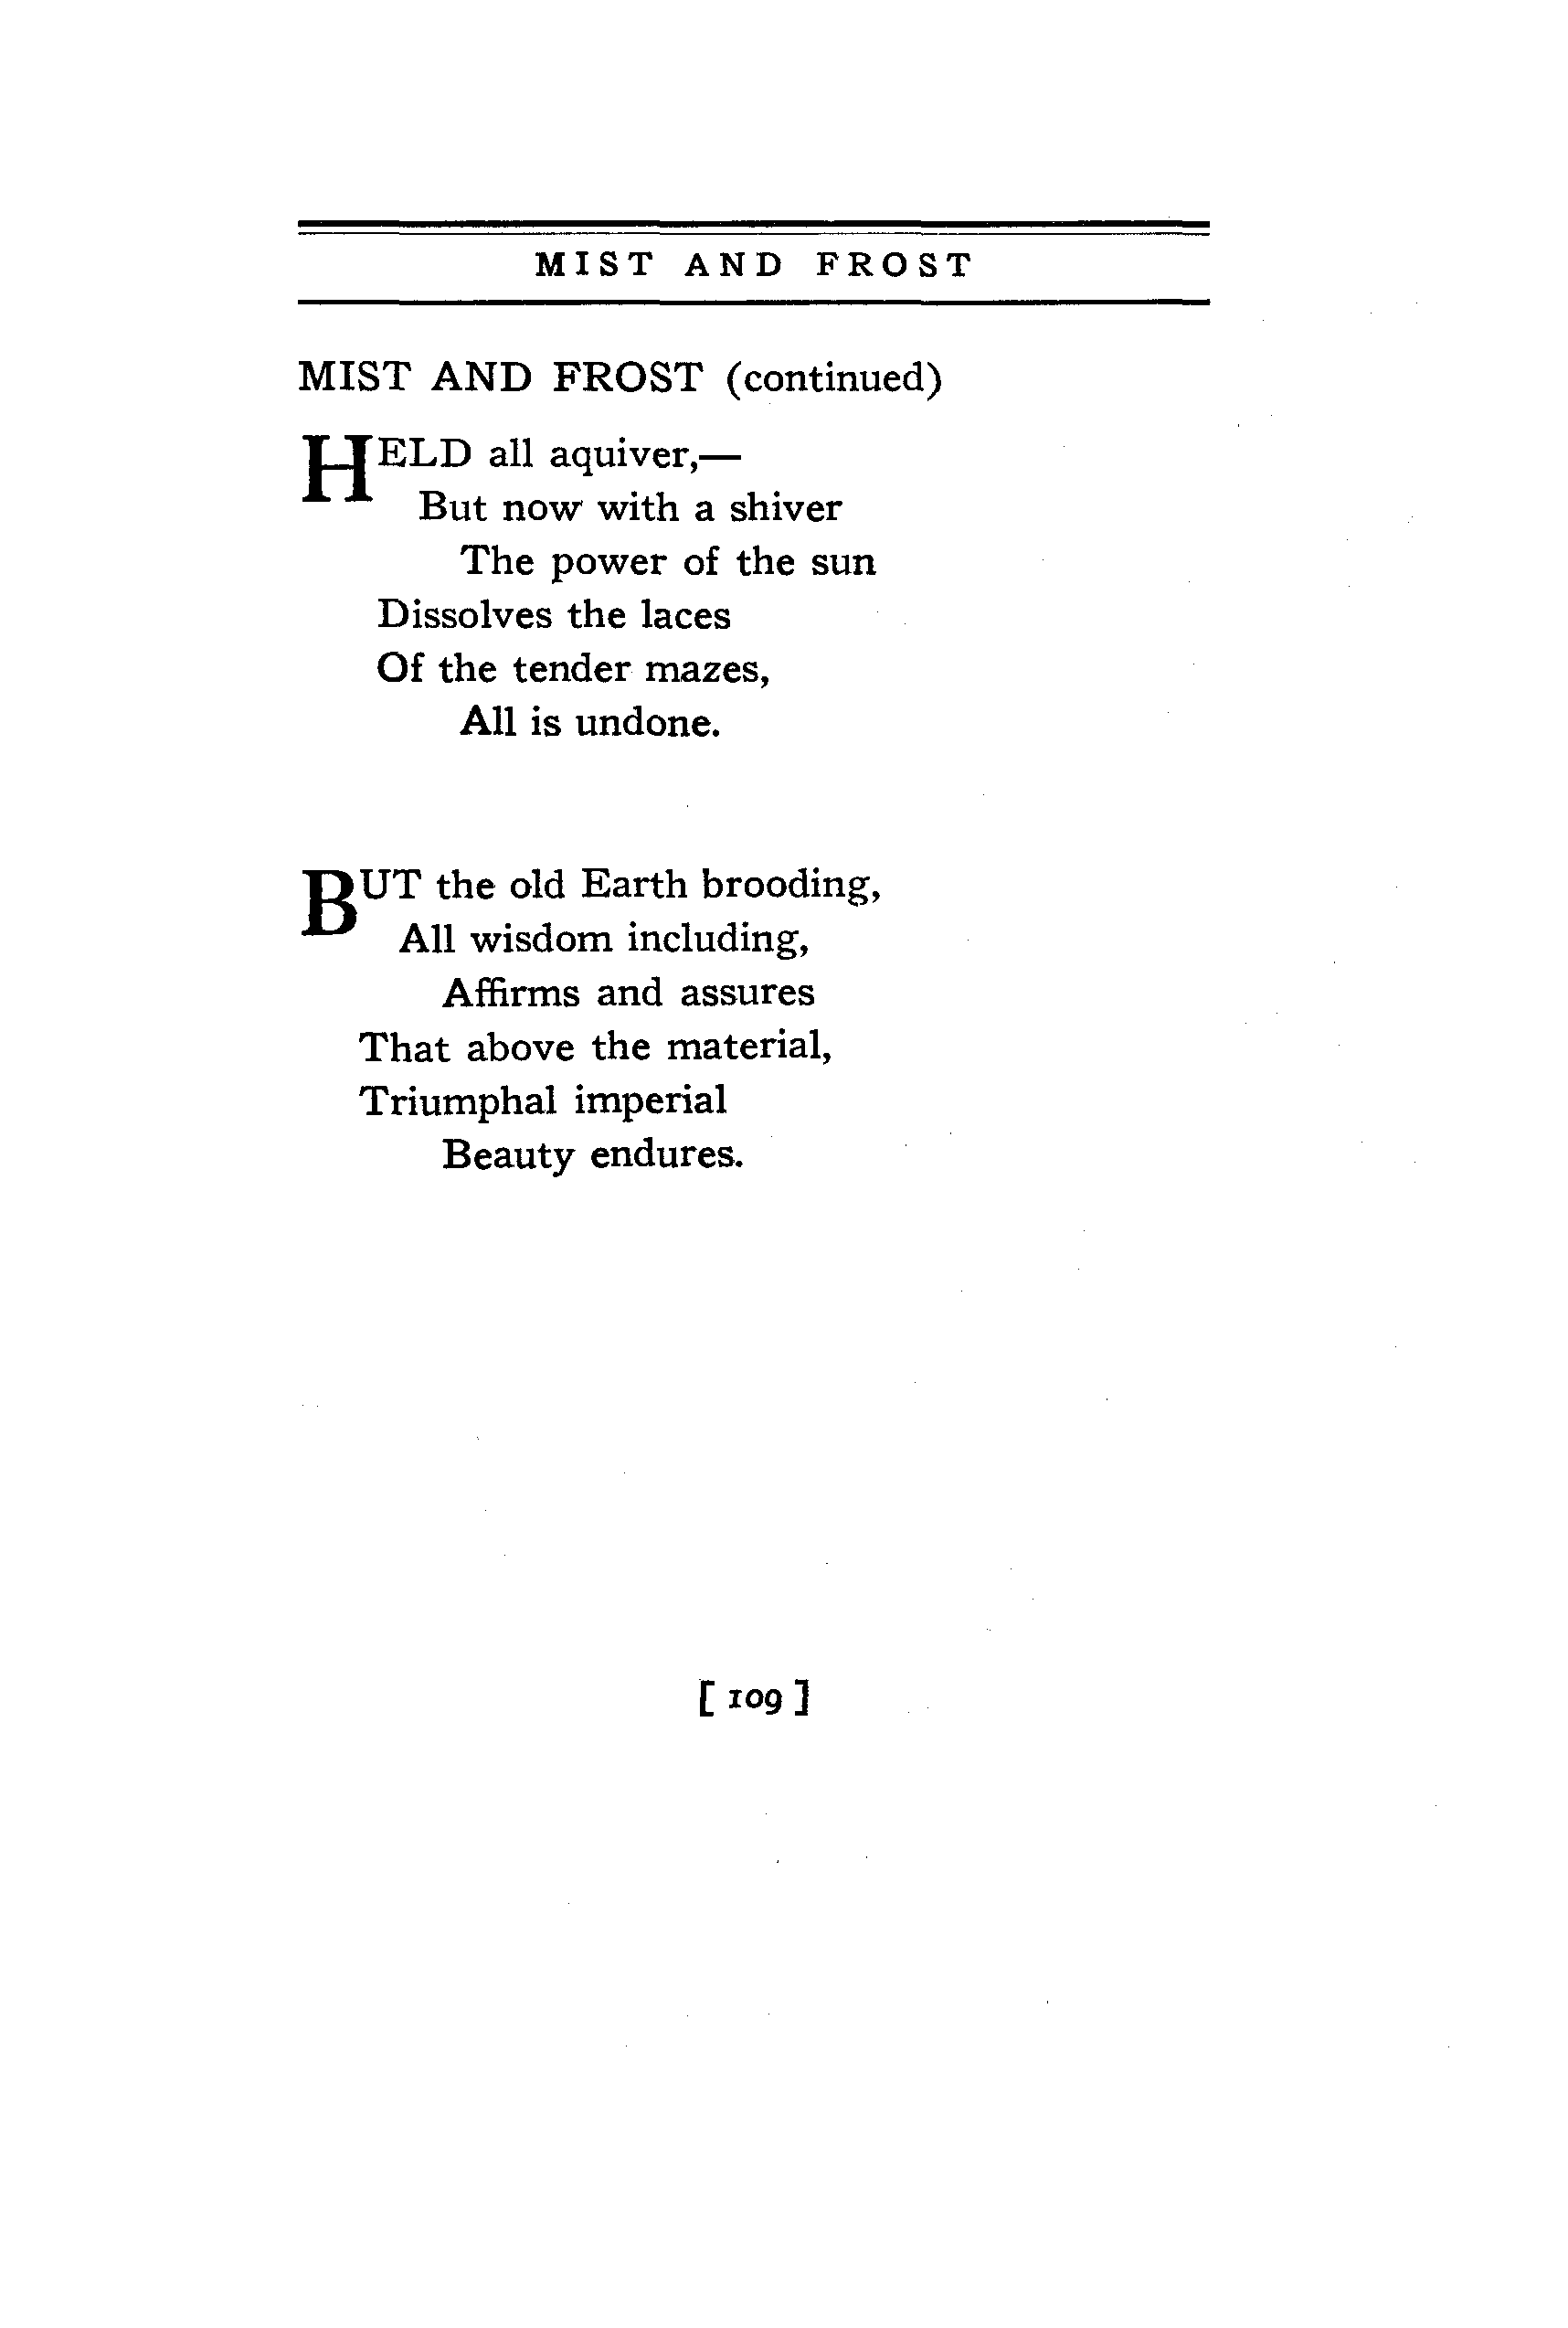 MIST AND FROST
MIST AND FROST (continued)
HELD all aquiver,—
But now with a shiver
The power of the sun
Dissolves the laces
Of the tender mazes,
All is undone.
BUT the old Earth brooding,
All wisdom including,
Affirms and assures
That above the material,
Triumphal imperial
Beauty endures.
[ 109 ]